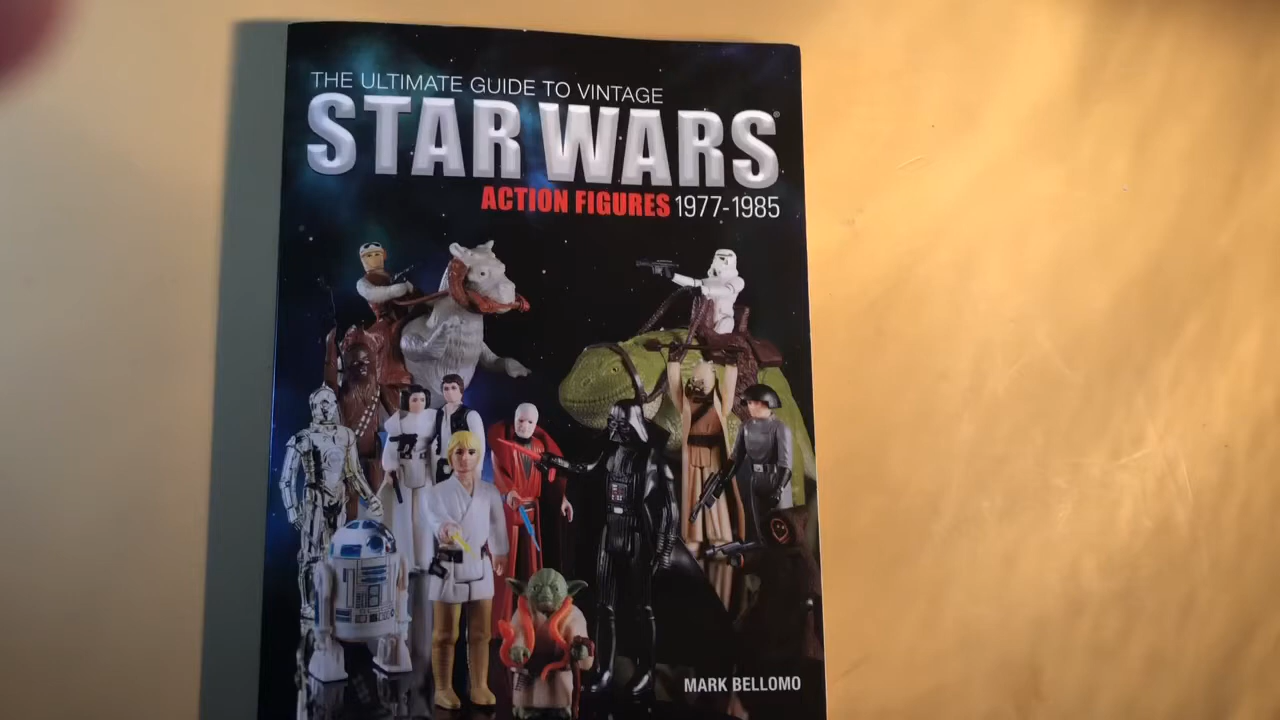 THE ULTIMATE GUIDE TO VINTAGE
STAR WARS®
ACTION FIGURES 1977-1985
MARK BELLOMO